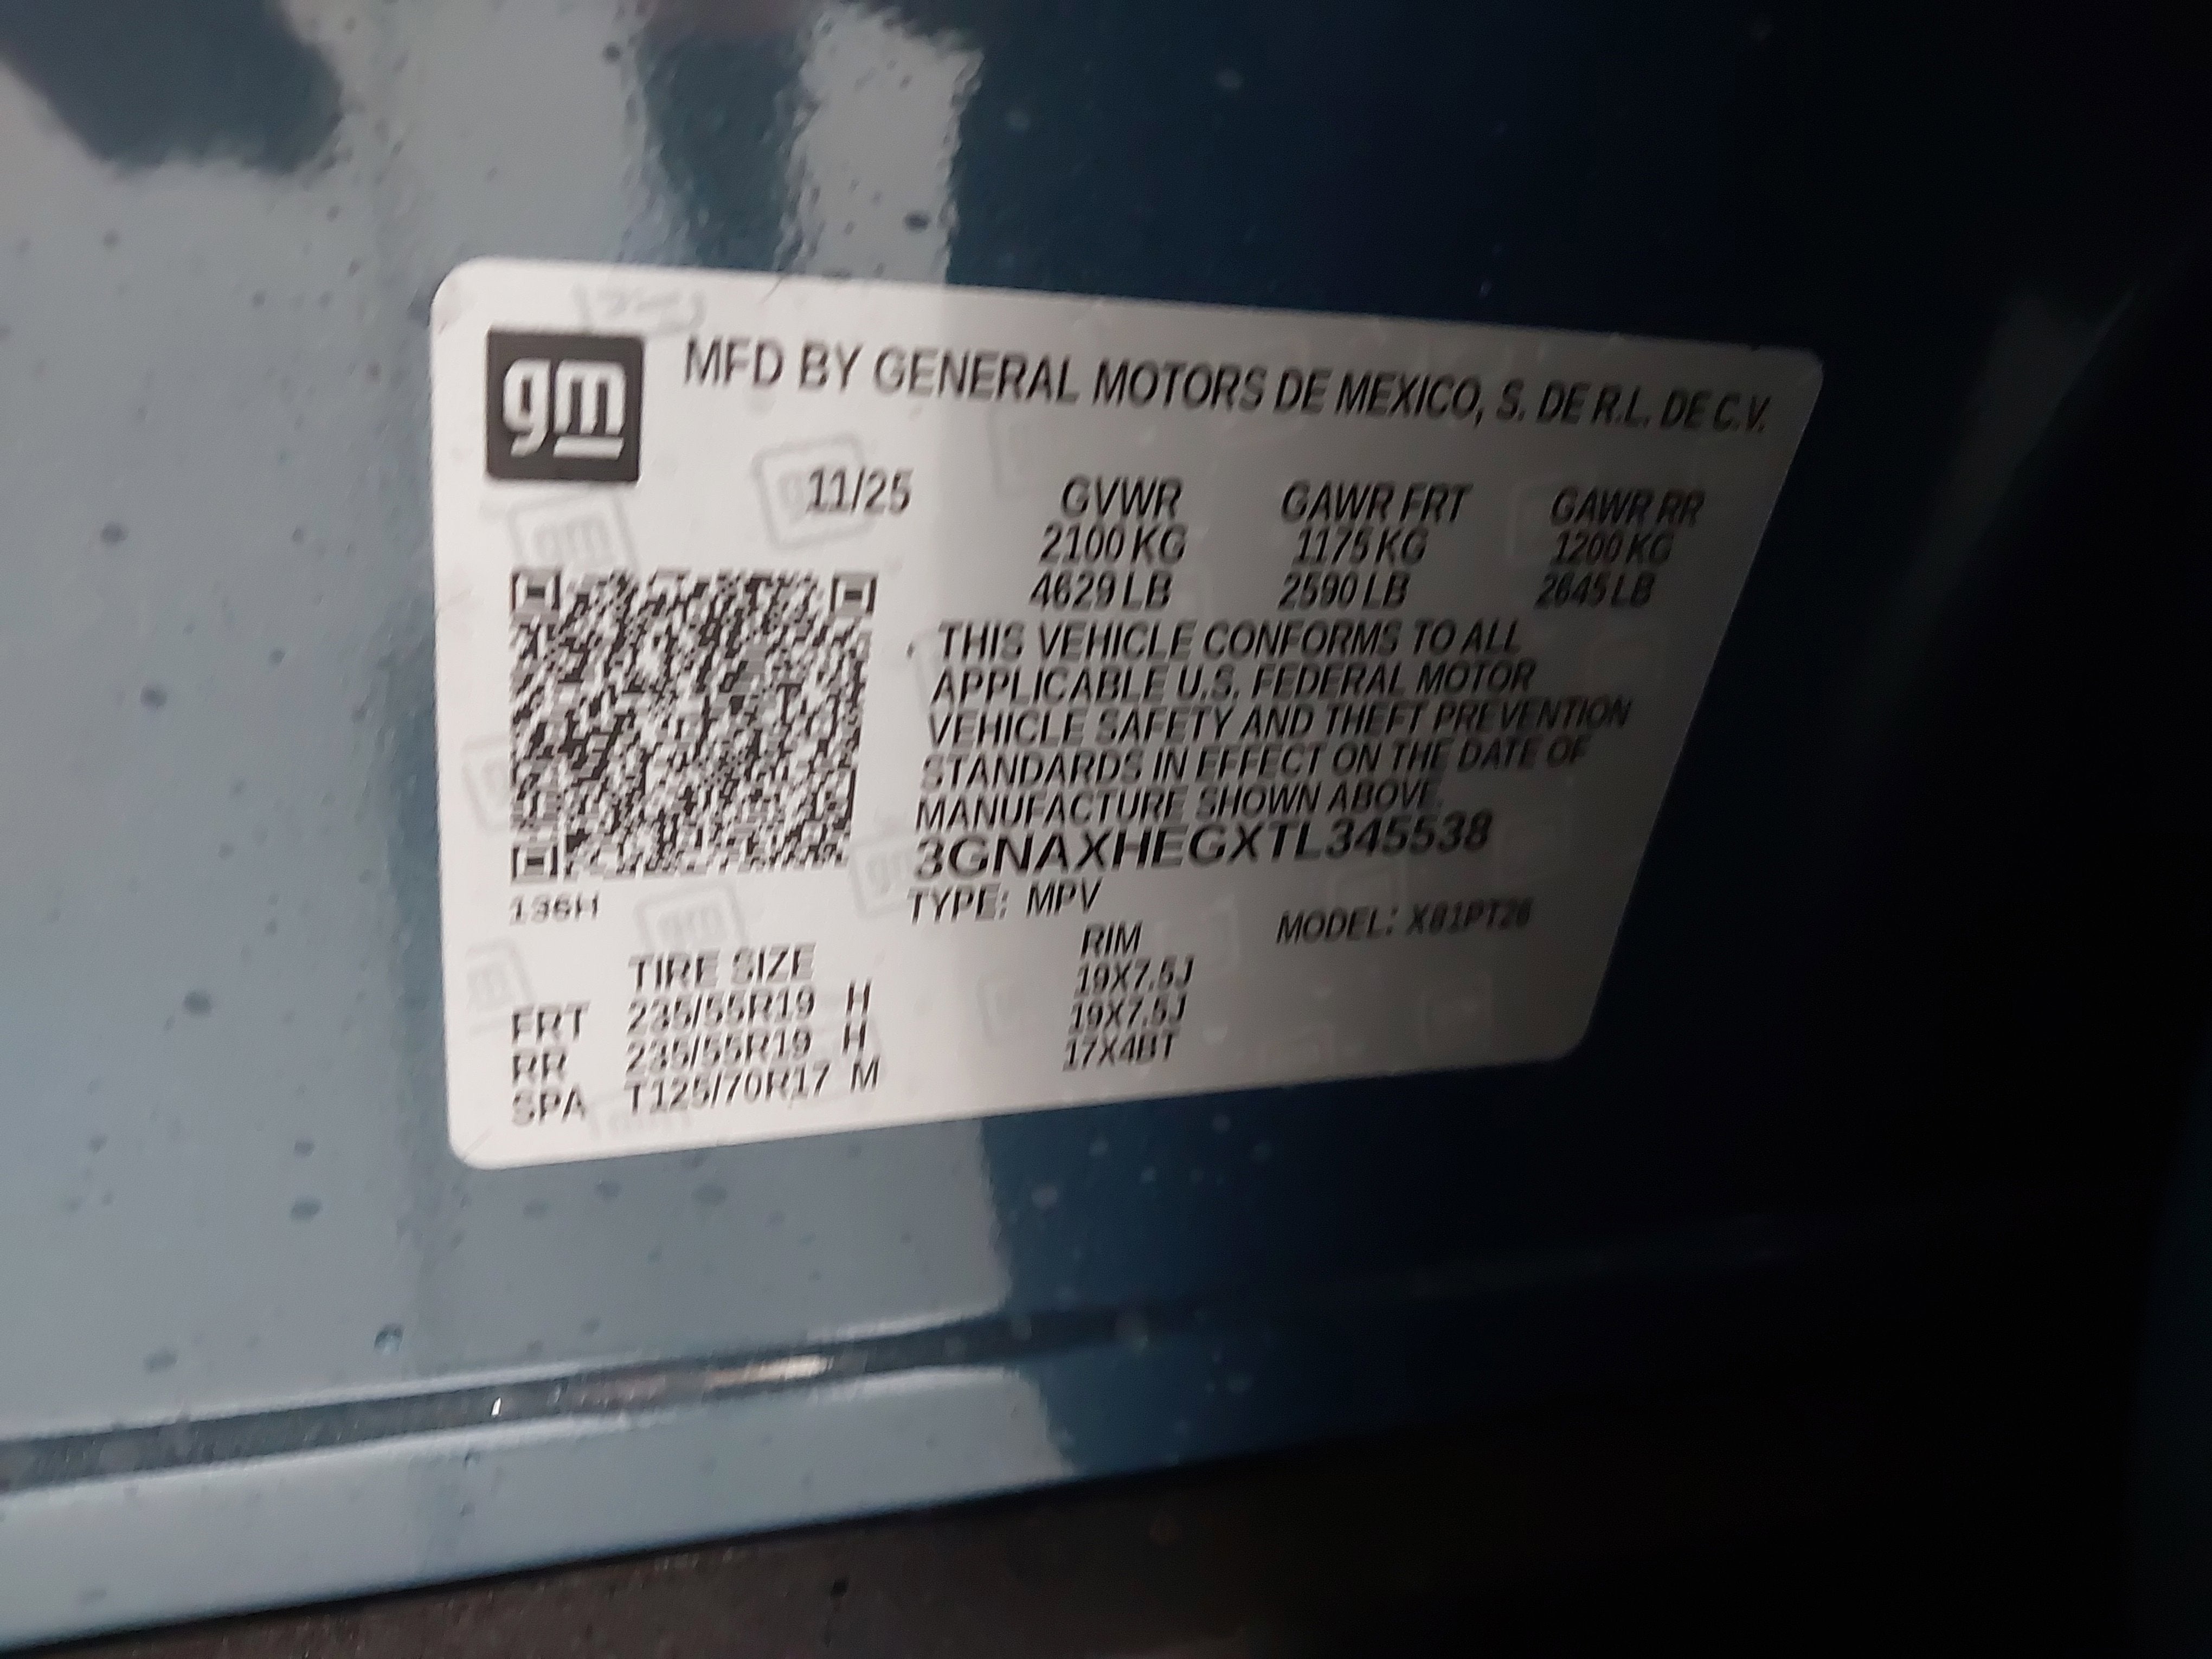 gm
MFD BY GENERAL MOTORS DE MEXICO, S. DE R.L. DE C.V.
11/25 GVWR GAWR FRT GAWR RR
2100 KG 1175 KG 1200 KG
4629 LB 2590 LB 2645 LB
THIS VEHICLE CONFORMS TO ALL
APPLICABLE U.S. FEDERAL MOTOR
VEHICLE SAFETY AND THEFT PREVENTION
STANDARDS IN EFFECT ON THE DATE OF
MANUFACTURE SHOWN ABOVE.
3GNAXHEGXTL345538
136H
TYPE: MPV MODEL: X81PT26
TIRE SIZE RIM
FRT 235/55R19 H 19X7.5J
RR 235/55R19 H 19X7.5J
SPA T125/70R17 M 17X4BT